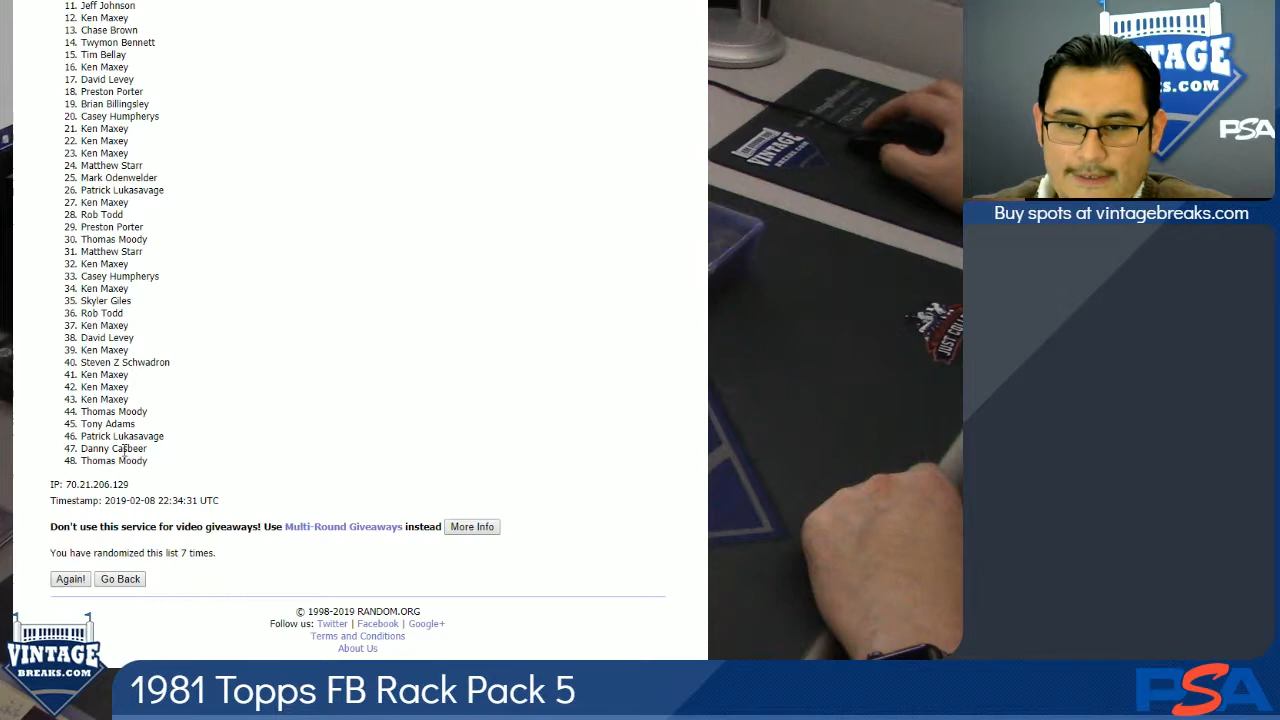 11. Jeff Johnson
12. Ken Maxey
13. Chase Brown
14. Twymon Bennett
15. Tim Bellay
16. Ken Maxey
17. David Levey
18. Preston Porter
19. Brian Billingsley
20. Casey Humpherys
21. Ken Maxey
22. Ken Maxey
23. Ken Maxey
24. Matthew Starr
25. Mark Odenwelder
26. Patrick Lukasavage
27. Ken Maxey
28. Rob Todd
29. Preston Porter
30. Thomas Moody
31. Matthew Starr
32. Ken Maxey
33. Casey Humpherys
34. Ken Maxey
35. Skyler Giles
36. Rob Todd
37. Ken Maxey
38. David Levey
39. Ken Maxey
40. Steven Z Schwadron
41. Ken Maxey
42. Ken Maxey
43. Ken Maxey
44. Thomas Moody
45. Tony Adams
46. Patrick Lukasavage
47. Danny Casbeer
48. Thomas Moody
IP: 70.21.206.129
Timestamp: 2019-02-08 22:34:31 UTC
Don't use this service for video giveaways! Use Multi-Round Giveaways instead More Info
You have randomized this list 7 times.
Again! Go Back
© 1998-2019 RANDOM.ORG
Follow us: Twitter | Facebook | Google+
Terms and Conditions
About Us
VINTAGE
BREAKS.COM
1981 Topps FB Rack Pack 5
PSA
VINTAGE
JUST COLL
TAGE
S.COM
PSA
Buy spots at vintagebreaks.com